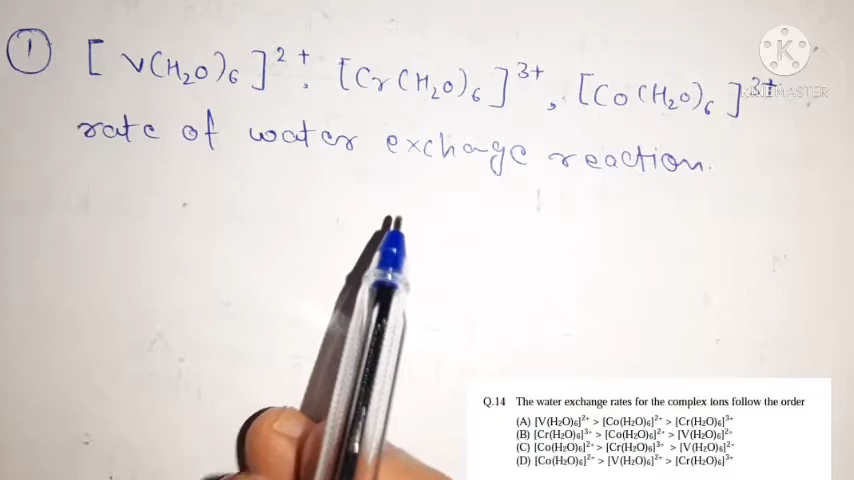 ① [V(H₂O)₆]²⁺, [Cr(H₂O)₆]³⁺, [Co(H₂O)₆]³⁺
rate of water exchange reaction.
K
KINEMASTER
Q.14 The water exchange rates for the complex ions follow the order
(A) [V(H₂O)₆]²⁺ > [Co(H₂O)₆]²⁺ > [Cr(H₂O)₆]³⁺
(B) [Cr(H₂O)₆]³⁺ > [Co(H₂O)₆]²⁺ > [V(H₂O)₆]²⁺
(C) [Co(H₂O)₆]²⁺ > [Cr(H₂O)₆]³⁺ > [V(H₂O)₆]²⁺
(D) [Co(H₂O)₆]²⁺ > [V(H₂O)₆]²⁺ > [Cr(H₂O)₆]³⁺